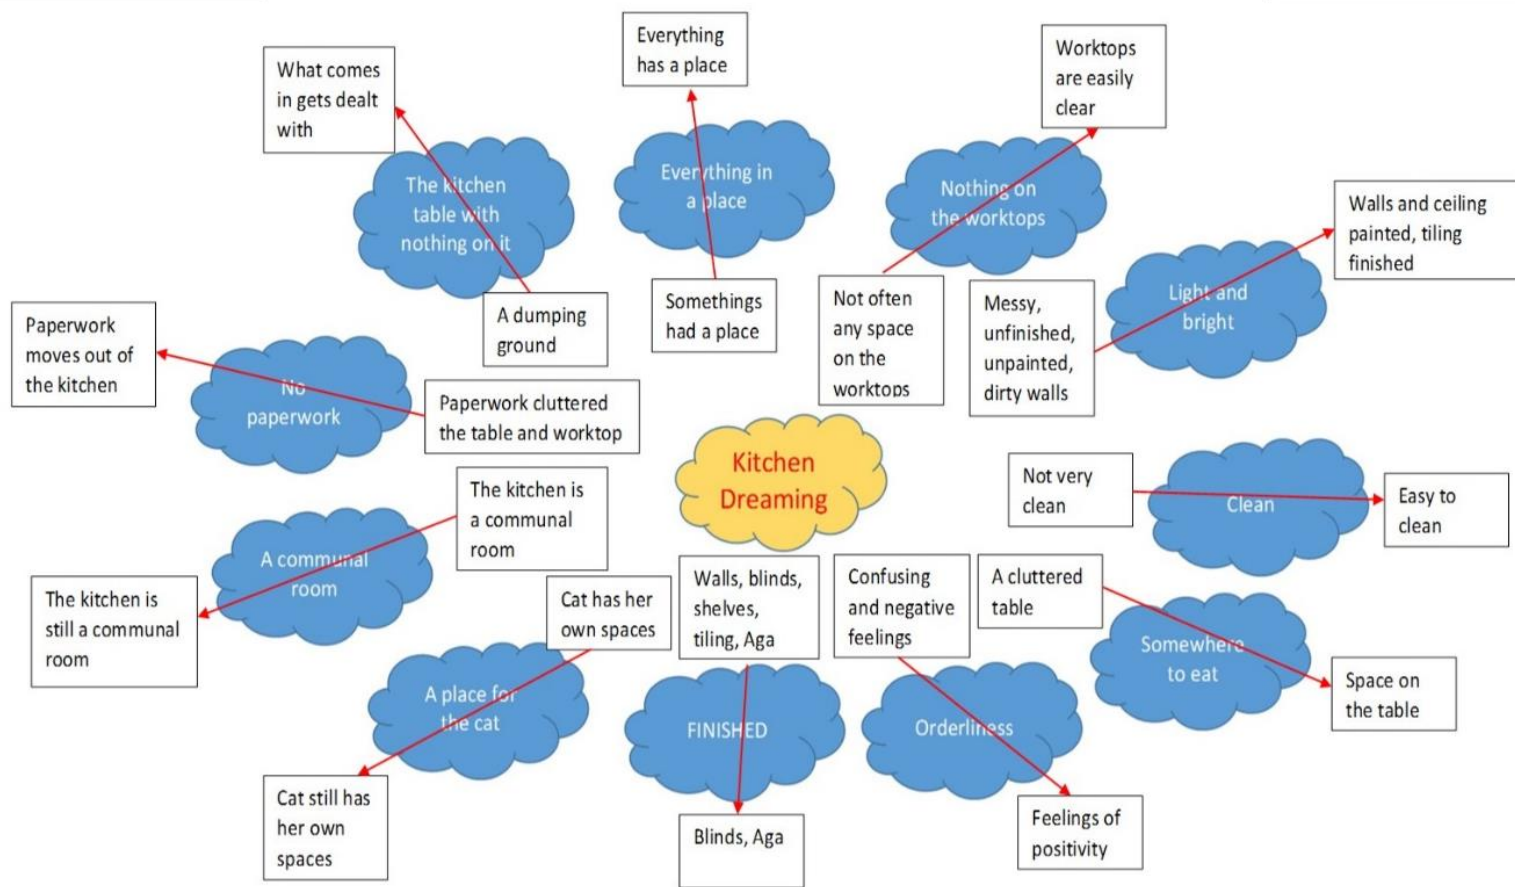 Everything
has a place
What comes
in gets dealt
with
Worktops
are easily
clear
The kitchen
table with
nothing on it
Everything in
a place
Nothing on
the worktops
Walls and ceiling
painted, tiling
finished
A dumping
ground
Somethings
had a place
Not often
any space
on the
worktops
Messy,
unfinished,
unpainted,
dirty walls
Light and
bright
Paperwork
moves out of
the kitchen
No
paperwork
Paperwork cluttered
the table and worktop
Kitchen
Dreaming
Not very
clean
Clean
Easy to
clean
The kitchen is
a communal
room
A communal
room
The kitchen is
still a communal
room
Cat has her
own spaces
A place for
the cat
Cat still has
her own
spaces
Walls, blinds,
shelves,
tiling, Aga
FINISHED
Blinds, Aga
Confusing
and negative
feelings
Orderliness
Feelings of
positivity
A cluttered
table
Somewhere
to eat
Space on
the table